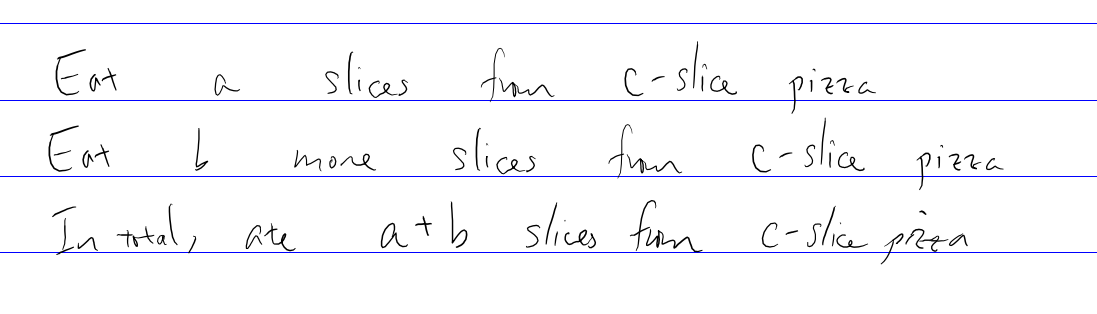 Eat a slices from c-slice pizza
Eat b more slices from c-slice pizza
In total, ate a+b slices from c-slice pizza